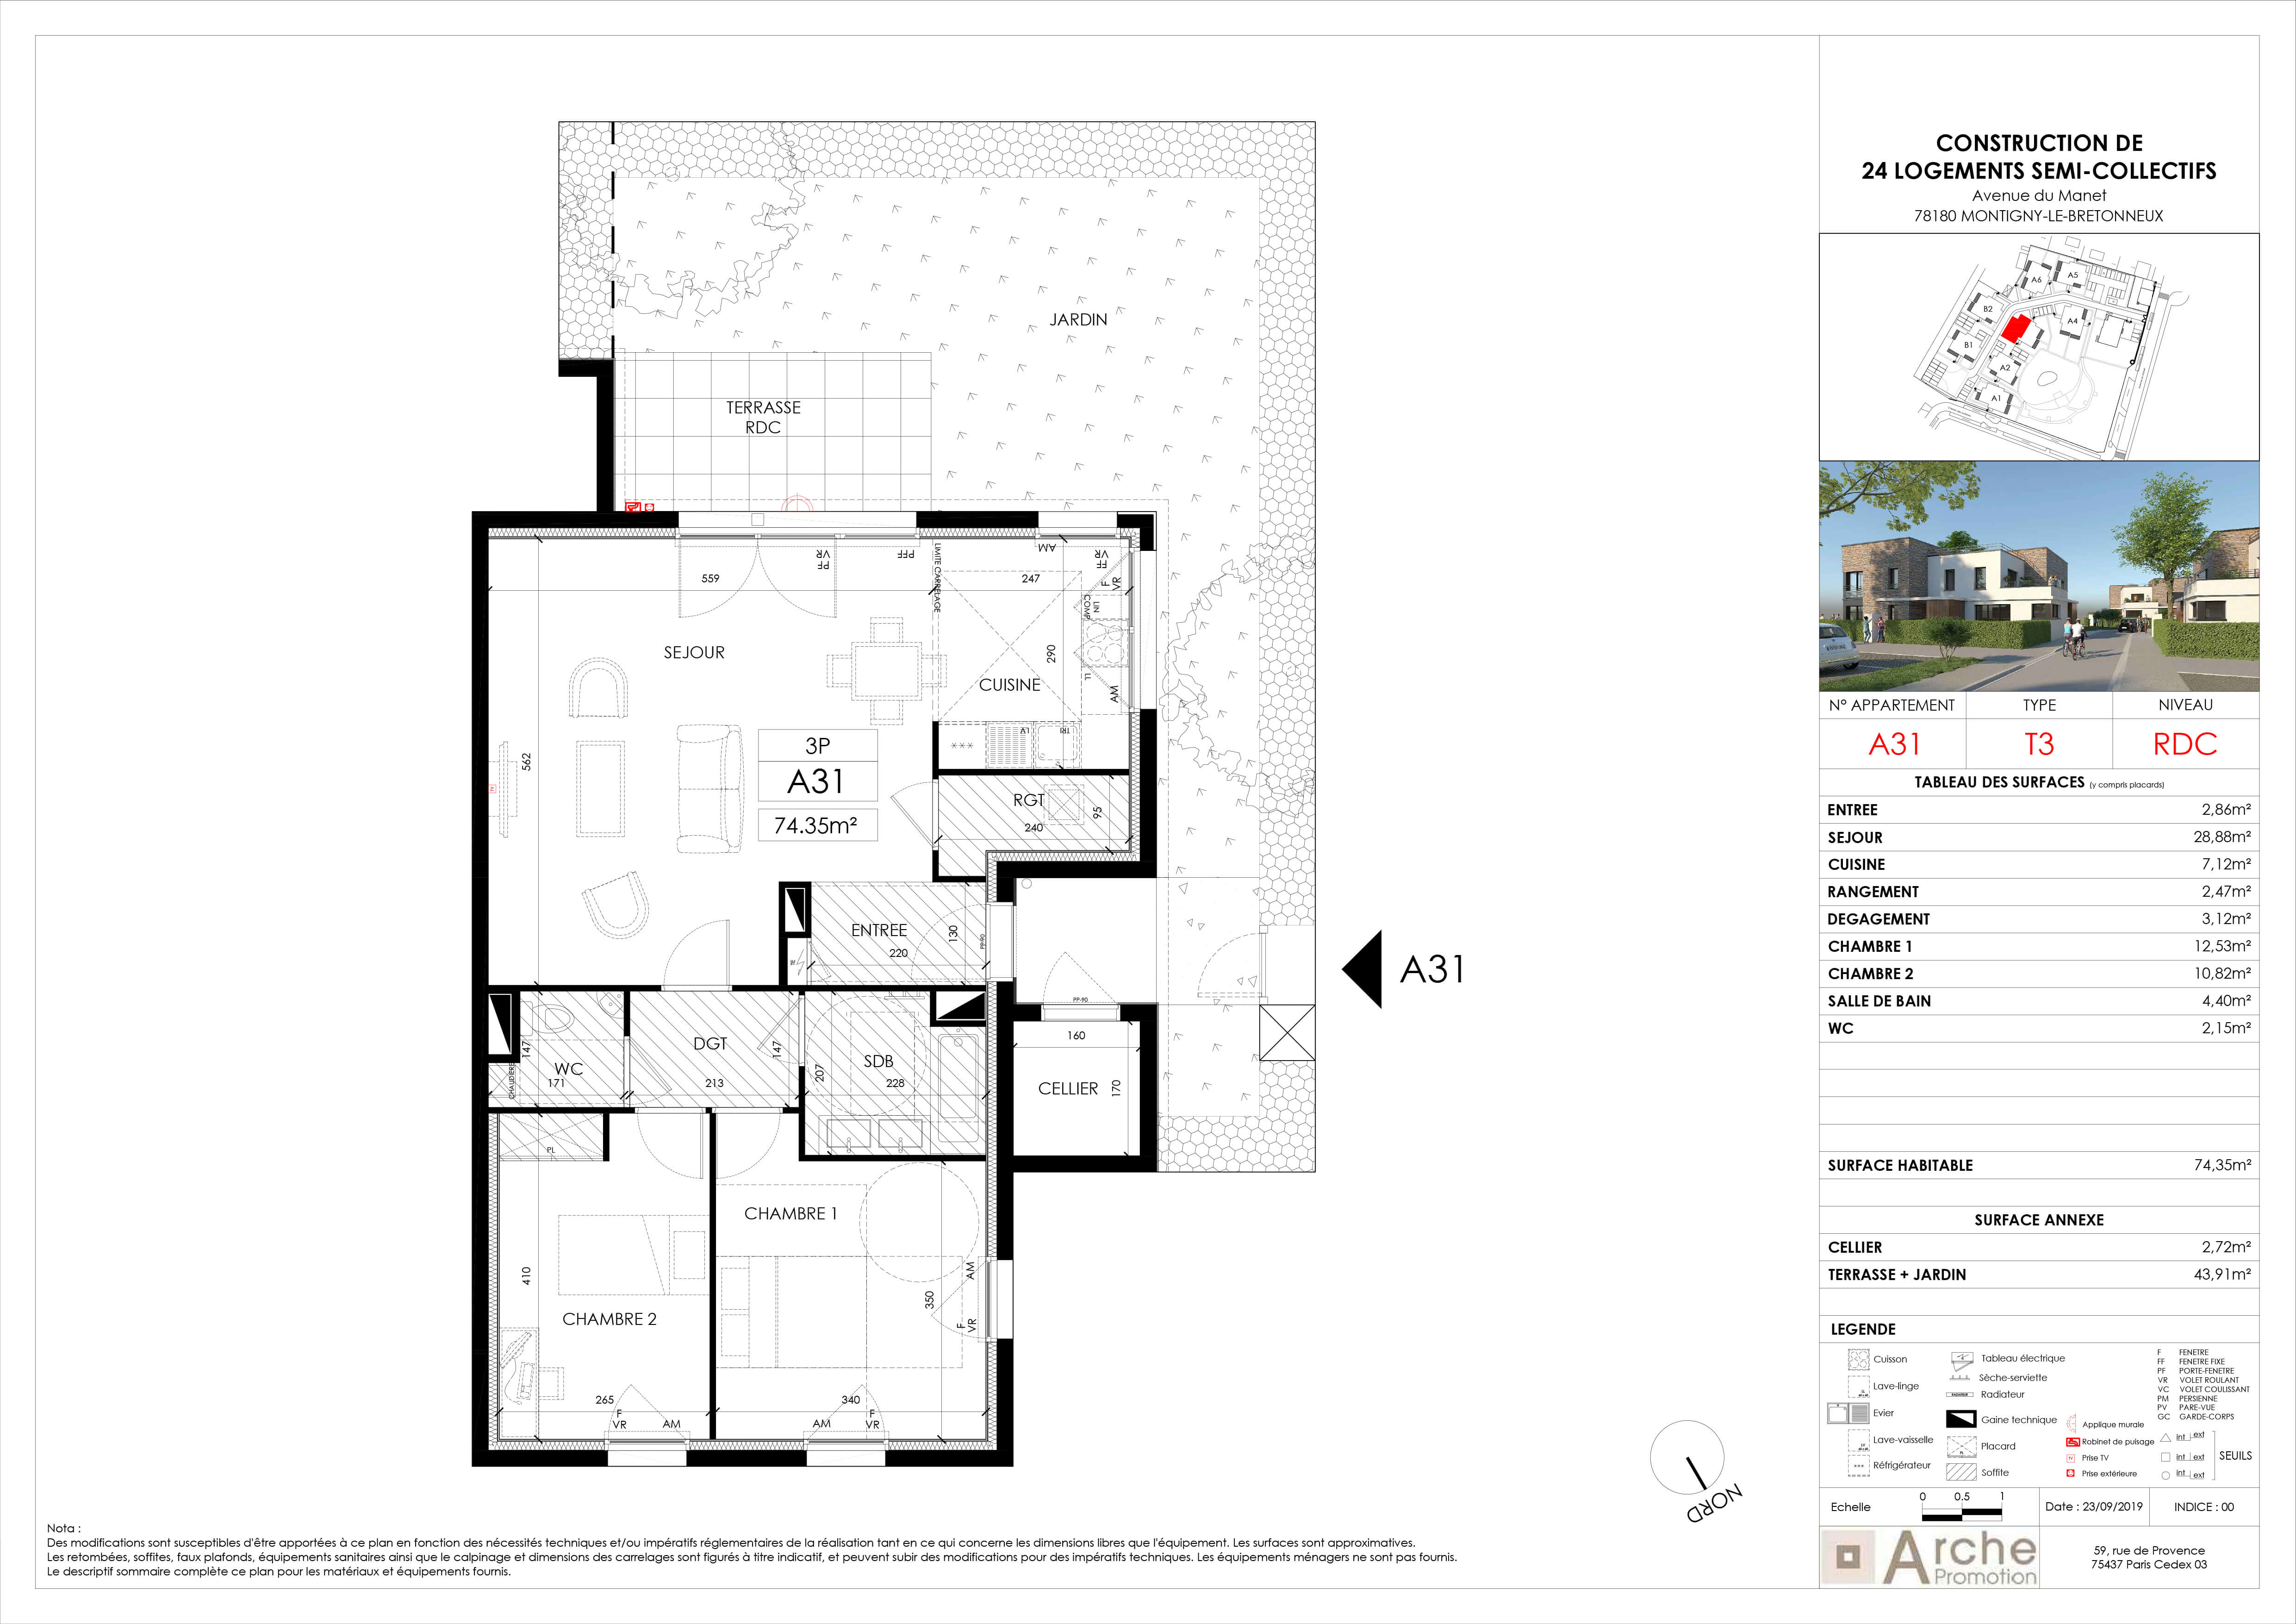 JARDIN
TERRASSE
RDC
VR
PF
PFF
LIMITE CARRELAGE
AM
VR
FF
F
VR
559
247
COMP
LIN
SEJOUR
290
CUISINE
LL
AM
3P
A31
74.35m²
LV
TRI
***
562
TV
RGT
95
240
ENTREE
130
PP-90
220
A31
PP-90
147
WC
171
CHAUDIERE
DGT
147
213
207
SDB
228
160
CELLIER
170
PL
CHAMBRE 1
410
CHAMBRE 2
AM
350
F
VR
265
F
VR
AM
340
AM
F
VR
NORD
Nota :
Des modifications sont susceptibles d'être apportées à ce plan en fonction des nécessités techniques et/ou impératifs réglementaires de la réalisation tant en ce qui concerne les dimensions libres que l'équipement. Les surfaces sont approximatives.
Les retombées, soffites, faux plafonds, équipements sanitaires ainsi que le calpinage et dimensions des carrelages sont figurés à titre indicatif, et peuvent subir des modifications pour des impératifs techniques. Les équipements ménagers ne sont pas fournis.
Le descriptif sommaire complète ce plan pour les matériaux et équipements fournis.
CONSTRUCTION DE
24 LOGEMENTS SEMI-COLLECTIFS
Avenue du Manet
78180 MONTIGNY-LE-BRETONNEUX
A6
A5
B2
A4
B1
A2
A1
N° APPARTEMENT TYPE NIVEAU
A31 T3 RDC
TABLEAU DES SURFACES (y compris placards)
ENTREE 2,86m²
SEJOUR 28,88m²
CUISINE 7,12m²
RANGEMENT 2,47m²
DEGAGEMENT 3,12m²
CHAMBRE 1 12,53m²
CHAMBRE 2 10,82m²
SALLE DE BAIN 4,40m²
WC 2,15m²
SURFACE HABITABLE 74,35m²
SURFACE ANNEXE
CELLIER 2,72m²
TERRASSE + JARDIN 43,91m²
LEGENDE
Cuisson
Lave-linge
Evier
Lave-vaisselle
Réfrigérateur
Tableau électrique
Sèche-serviette
RADIATEUR Radiateur
Gaine technique
Placard
Soffite
Applique murale
Robinet de puisage
TV Prise TV
Prise extérieure
F FENETRE
FF FENETRE FIXE
PF PORTE-FENETRE
VR VOLET ROULANT
VC VOLET COULISSANT
PM PERSIENNE
PV PARE-VUE
GC GARDE-CORPS
int ext
int ext
int ext
SEUILS
Echelle
0 0.5 1
Date : 23/09/2019
INDICE : 00
Arche
Promotion
59, rue de Provence
75437 Paris Cedex 03